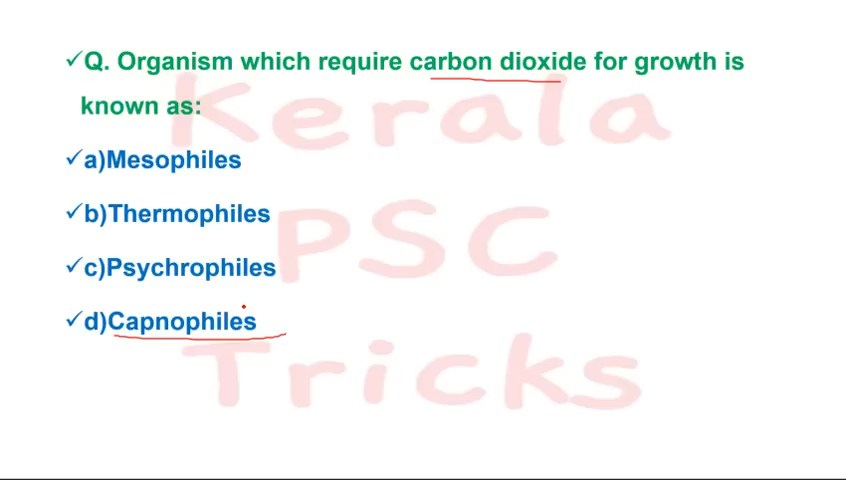 ✓Q. Organism which require carbon dioxide for growth is
known as:
✓a)Mesophiles
✓b)Thermophiles
✓c)Psychrophiles
✓d)Capnophiles
Kerala
PSC
Tricks